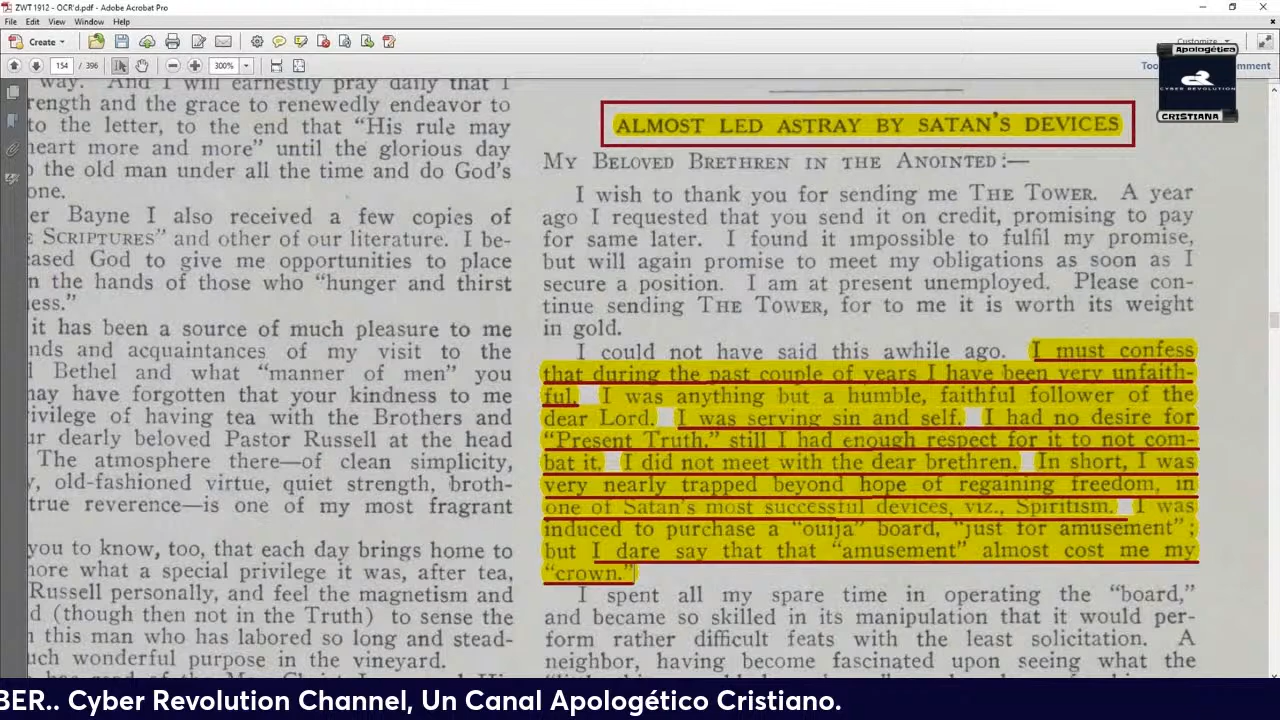 ZWT 1912 - OCR'd.pdf - Adobe Acrobat Pro
File Edit View Window Help
Create
Customize
154 / 396
300%
Apologética
CYBER REVOLUTION
CRISTIANA
way. And I will earnestly pray daily that I
rength and the grace to renewedly endeavor to
to the letter, to the end that “His rule may
heart more and more” until the glorious day
the old man under all the time and do God's
one.
er Bayne I also received a few copies of
SCRIPTURES” and other of our literature. I be-
eased God to give me opportunities to place
n the hands of those who “hunger and thirst
ness.”
it has been a source of much pleasure to me
nds and acquaintances of my visit to the
Bethel and what “manner of men” you
may have forgotten that your kindness to me
rivilege of having tea with the Brothers and
ur dearly beloved Pastor Russell at the head
The atmosphere there—of clean simplicity,
old-fashioned virtue, quiet strength, broth-
true reverence—is one of my most fragrant
you to know, too, that each day brings home to
more what a special privilege it was, after tea,
Russell personally, and feel the magnetism and
d (though then not in the Truth) to sense the
this man who has labored so long and stead-
uch wonderful purpose in the vineyard.
ALMOST LED ASTRAY BY SATAN'S DEVICES
MY BELOVED BRETHREN IN THE ANOINTED:—
I wish to thank you for sending me THE TOWER. A year
ago I requested that you send it on credit, promising to pay
for same later. I found it impossible to fulfil my promise,
but will again promise to meet my obligations as soon as I
secure a position. I am at present unemployed. Please con-
tinue sending THE TOWER, for to me it is worth its weight
in gold.
I could not have said this awhile ago. I must confess
that during the past couple of years I have been very unfaith-
ful. I was anything but a humble, faithful follower of the
dear Lord. I was serving sin and self. I had no desire for
“Present Truth,” still I had enough respect for it to not com-
bat it. I did not meet with the dear brethren. In short, I was
very nearly trapped beyond hope of regaining freedom, in
one of Satan's most successful devices, viz., Spiritism. I was
induced to purchase a “ouija” board, “just for amusement”;
but I dare say that that “amusement” almost cost me my
“crown.”
I spent all my spare time in operating the “board,”
and became so skilled in its manipulation that it would per-
form rather difficult feats with the least solicitation. A
neighbor, having become fascinated upon seeing what the
BER.. Cyber Revolution Channel, Un Canal Apologético Cristiano.